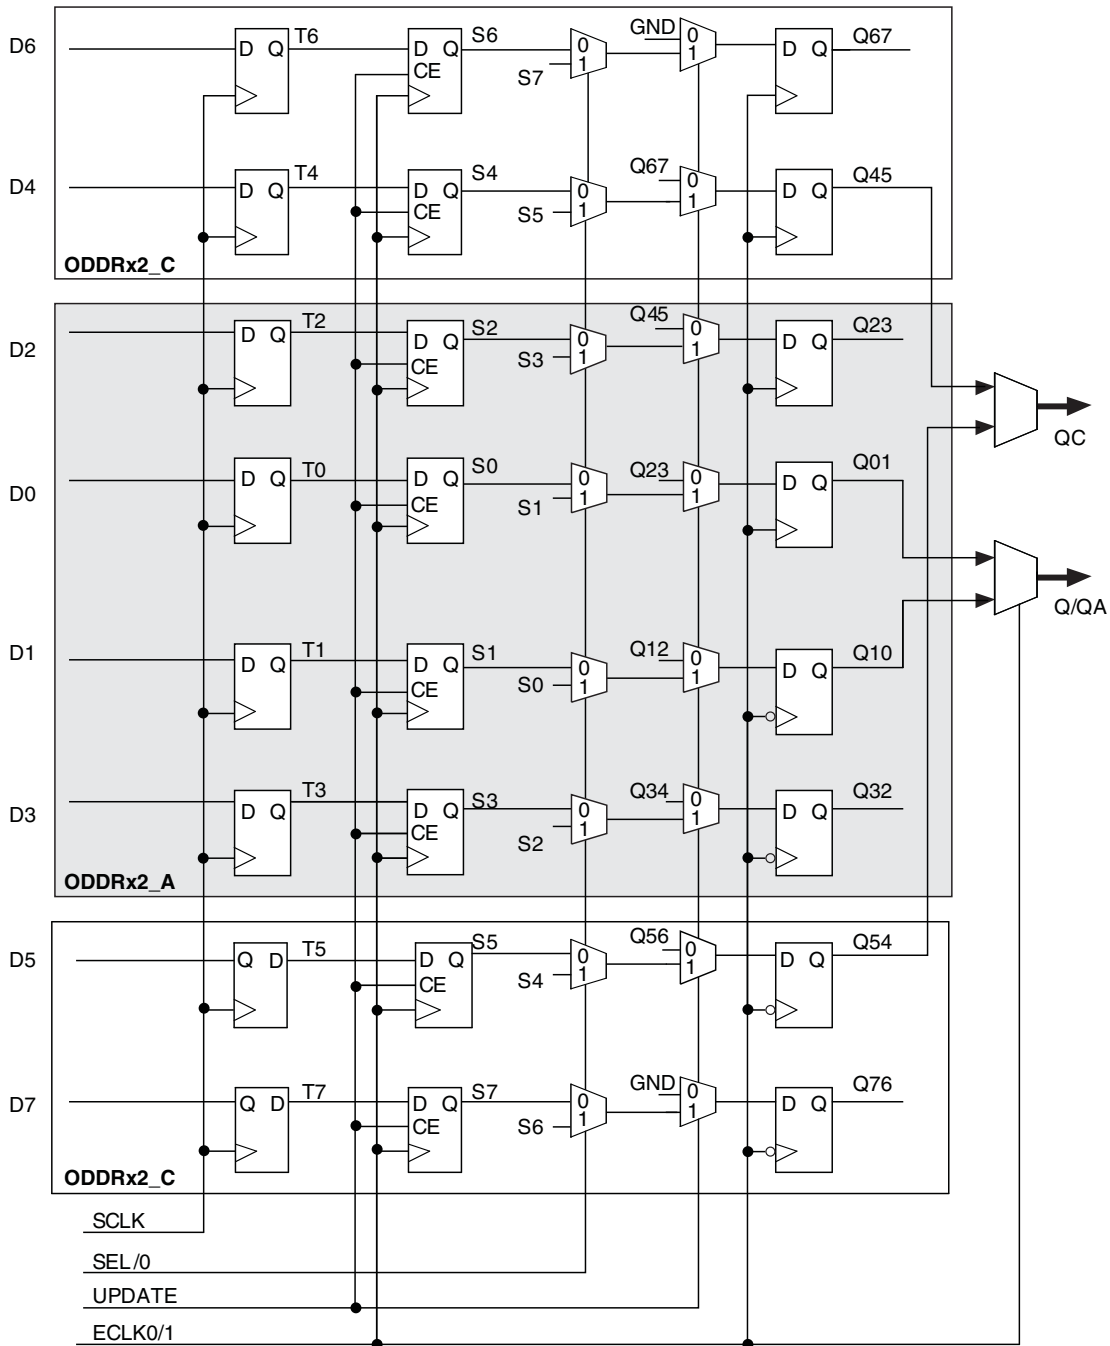 D6 D Q T6 D Q CE S6 0 1 S7 GND 0 1 D Q Q67
D4 D Q T4 D Q CE S4 0 1 S5 Q67 0 1 D Q Q45
ODDRx2_C
D2 D Q T2 D Q CE S2 0 1 S3 Q45 0 1 D Q Q23
QC
D0 D Q T0 D Q CE S0 0 1 S1 Q23 0 1 D Q Q01
Q/QA
D1 D Q T1 D Q CE S1 0 1 S0 Q12 0 1 D Q Q10
D3 D Q T3 D Q CE S3 0 1 S2 Q34 0 1 D Q Q32
ODDRx2_A
D5 Q D T5 D Q CE S5 0 1 S4 Q56 0 1 D Q Q54
D7 Q D T7 D Q CE S7 0 1 S6 GND 0 1 D Q Q76
ODDRx2_C
SCLK
SEL/0
UPDATE
ECLK0/1